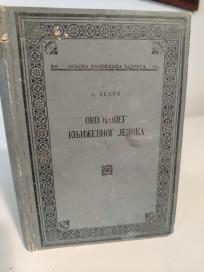 СРПСКА КЊИЖЕВНА ЗАДРУГА
А. БЕЛИЋ
ОКО НАШЕГ
КЊИЖЕВНОГ ЈЕЗИКА